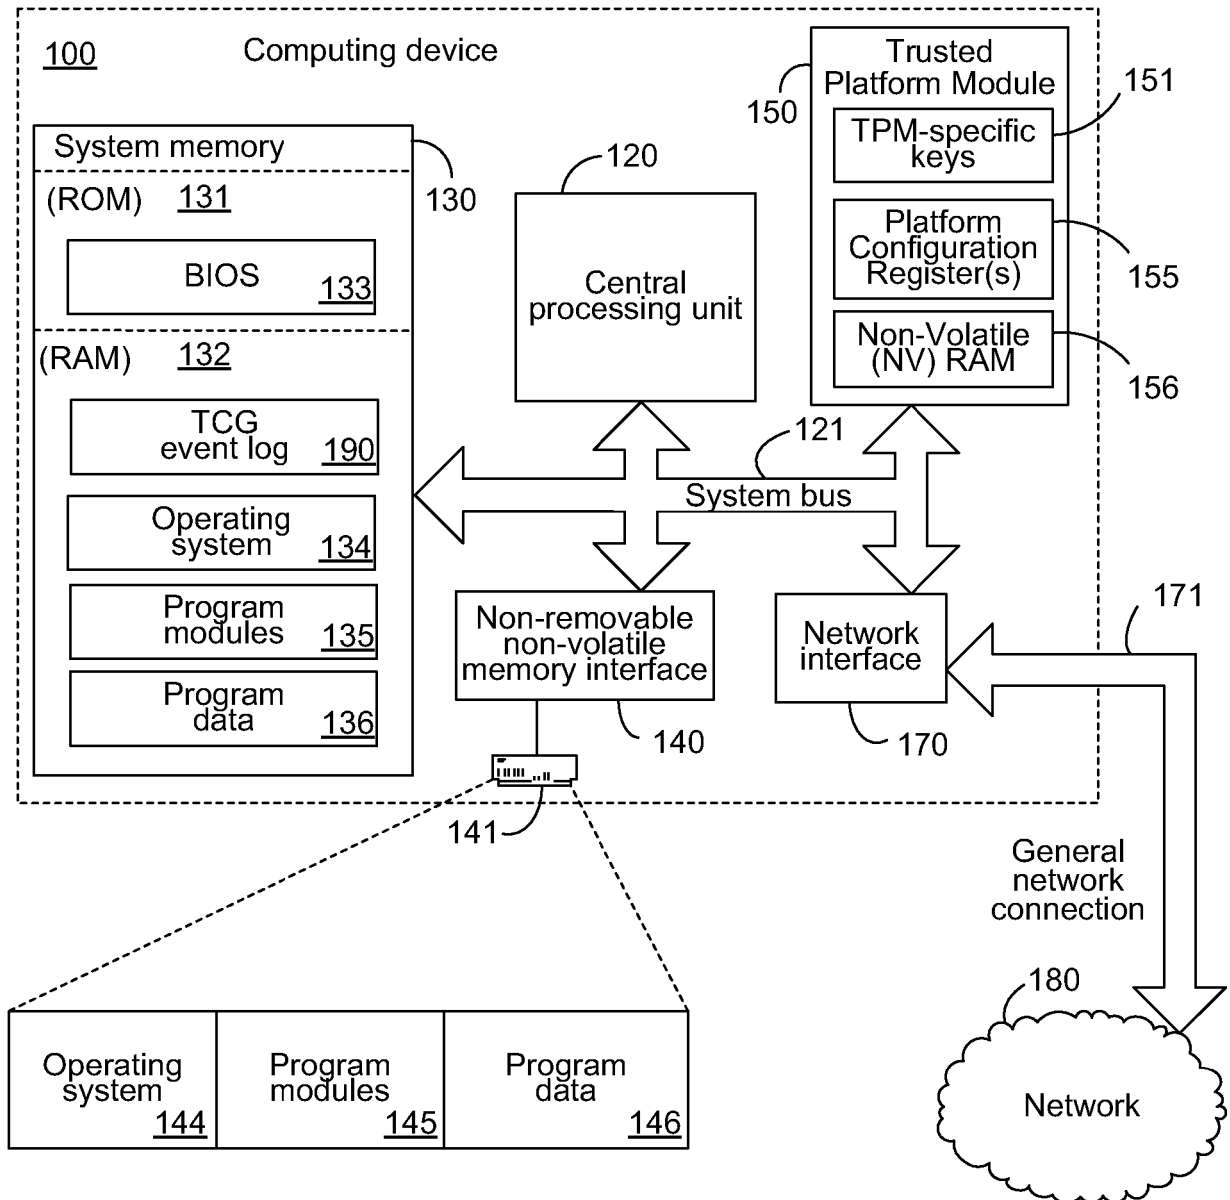 100
Computing device
System memory
130
(ROM) 131
BIOS
133
(RAM) 132
TCG
event log 190
Operating
system 134
Program
modules 135
Program
data 136
120
Central
processing unit
150
Trusted
Platform Module
151
TPM-specific
keys
Platform
Configuration
Register(s)
155
Non-Volatile
(NV) RAM
156
121
System bus
Non-removable
non-volatile
memory interface
140
Network
interface
170
171
141
General
network
connection
180
Network
Operating
system
144
Program
modules
145
Program
data
146